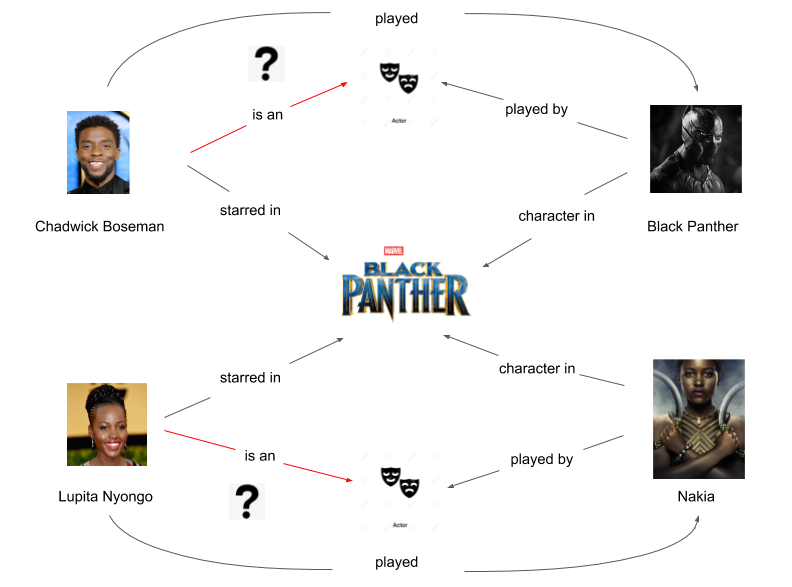 played
?
is an
Actor
played by
Chadwick Boseman
starred in
character in
Black Panther
MARVEL
BLACK
PANTHER
starred in
character in
is an
played by
?
Lupita Nyongo
Actor
Nakia
played